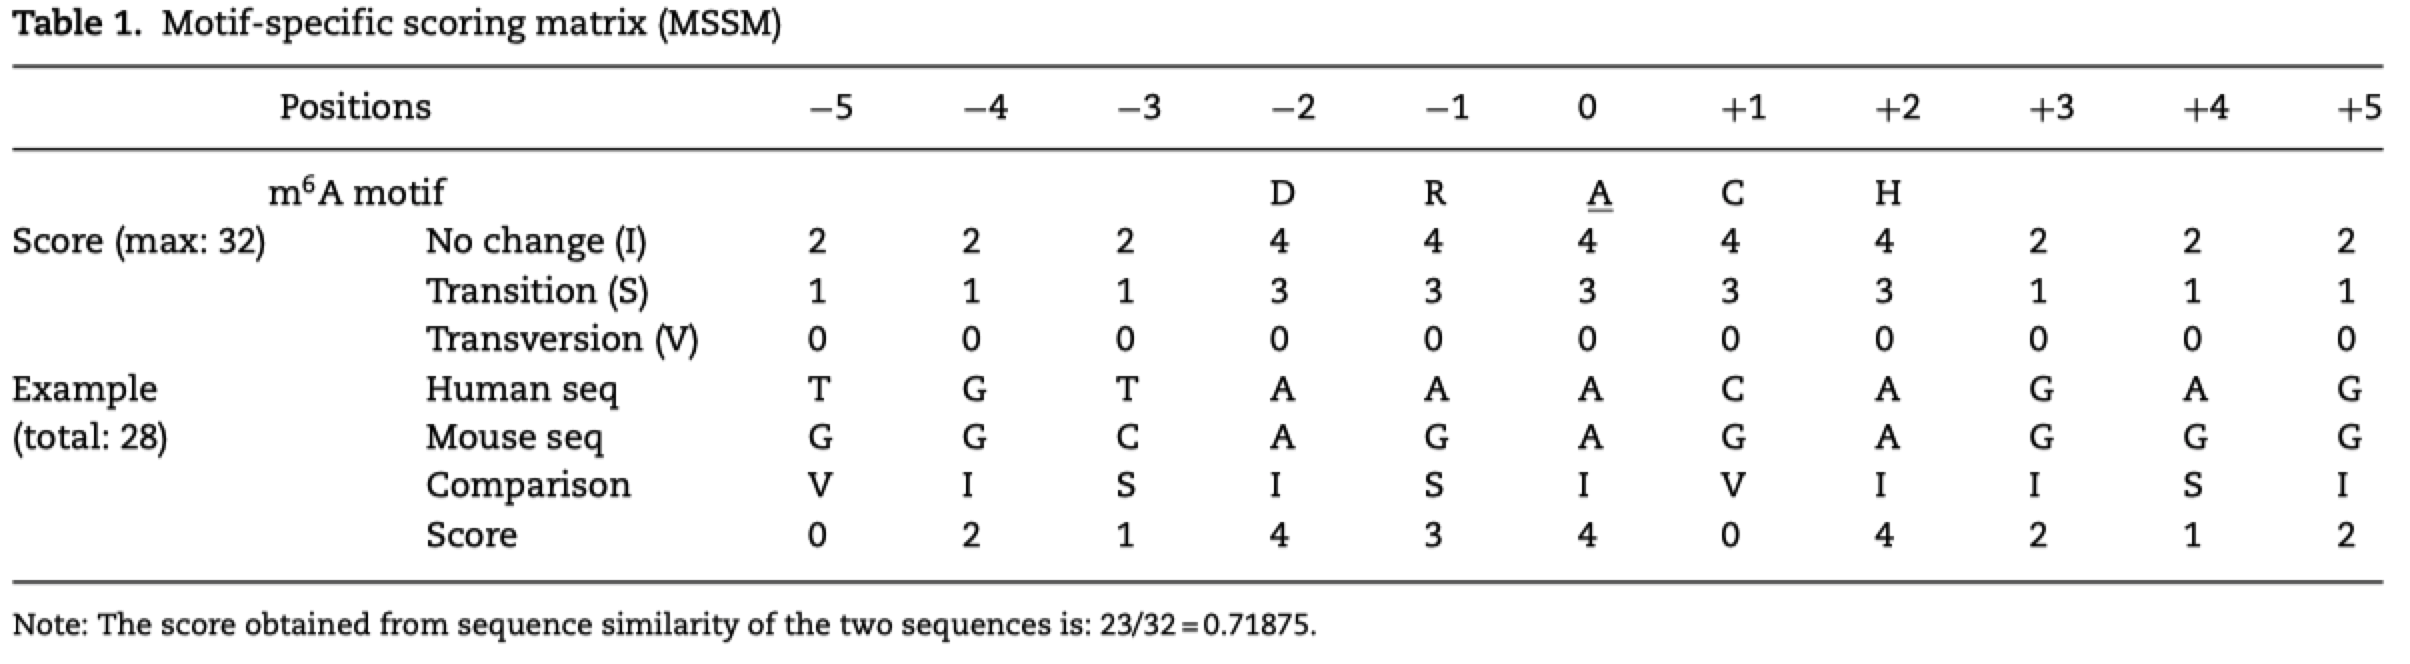 Table 1. Motif-specific scoring matrix (MSSM)
Positions −5 −4 −3 −2 −1 0 +1 +2 +3 +4 +5
m⁶A motif D R A C H
Score (max: 32) No change (I) 2 2 2 4 4 4 4 4 2 2 2
Transition (S) 1 1 1 3 3 3 3 3 1 1 1
Transversion (V) 0 0 0 0 0 0 0 0 0 0 0
Example Human seq T G T A A A C A G A G
(total: 28) Mouse seq G G C A G A G A G G G
Comparison V I S I S I V I I S I
Score 0 2 1 4 3 4 0 4 2 1 2
Note: The score obtained from sequence similarity of the two sequences is: 23/32 = 0.71875.